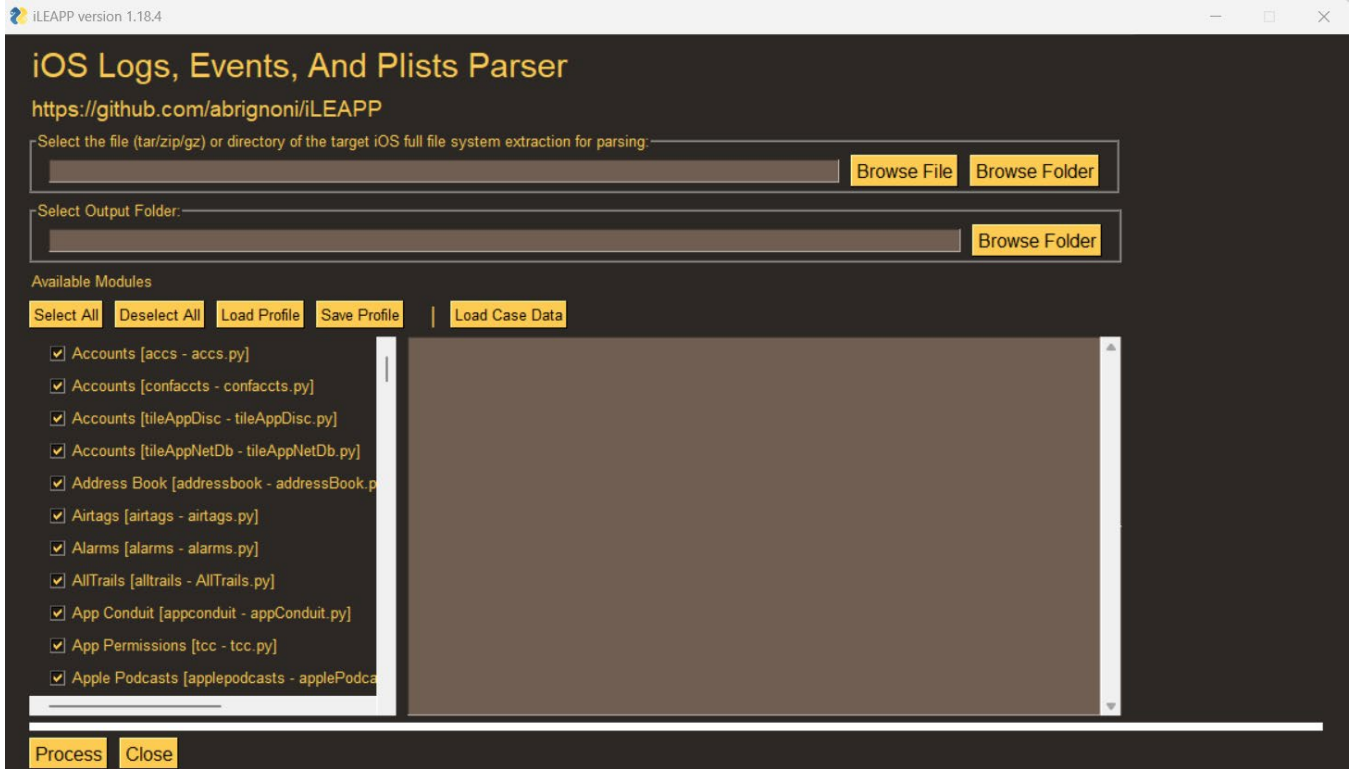 iLEAPP version 1.18.4
iOS Logs, Events, And Plists Parser
https://github.com/abrignoni/iLEAPP
Select the file (tar/zip/gz) or directory of the target iOS full file system extraction for parsing:
Browse File Browse Folder
Select Output Folder:
Browse Folder
Available Modules
Select All Deselect All Load Profile Save Profile | Load Case Data
Accounts [accs - accs.py]
Accounts [confaccts - confaccts.py]
Accounts [tileAppDisc - tileAppDisc.py]
Accounts [tileAppNetDb - tileAppNetDb.py]
Address Book [addressbook - addressBook.p
Airtags [airtags - airtags.py]
Alarms [alarms - alarms.py]
AllTrails [alltrails - AllTrails.py]
App Conduit [appconduit - appConduit.py]
App Permissions [tcc - tcc.py]
Apple Podcasts [applepodcasts - applePodca
Process Close